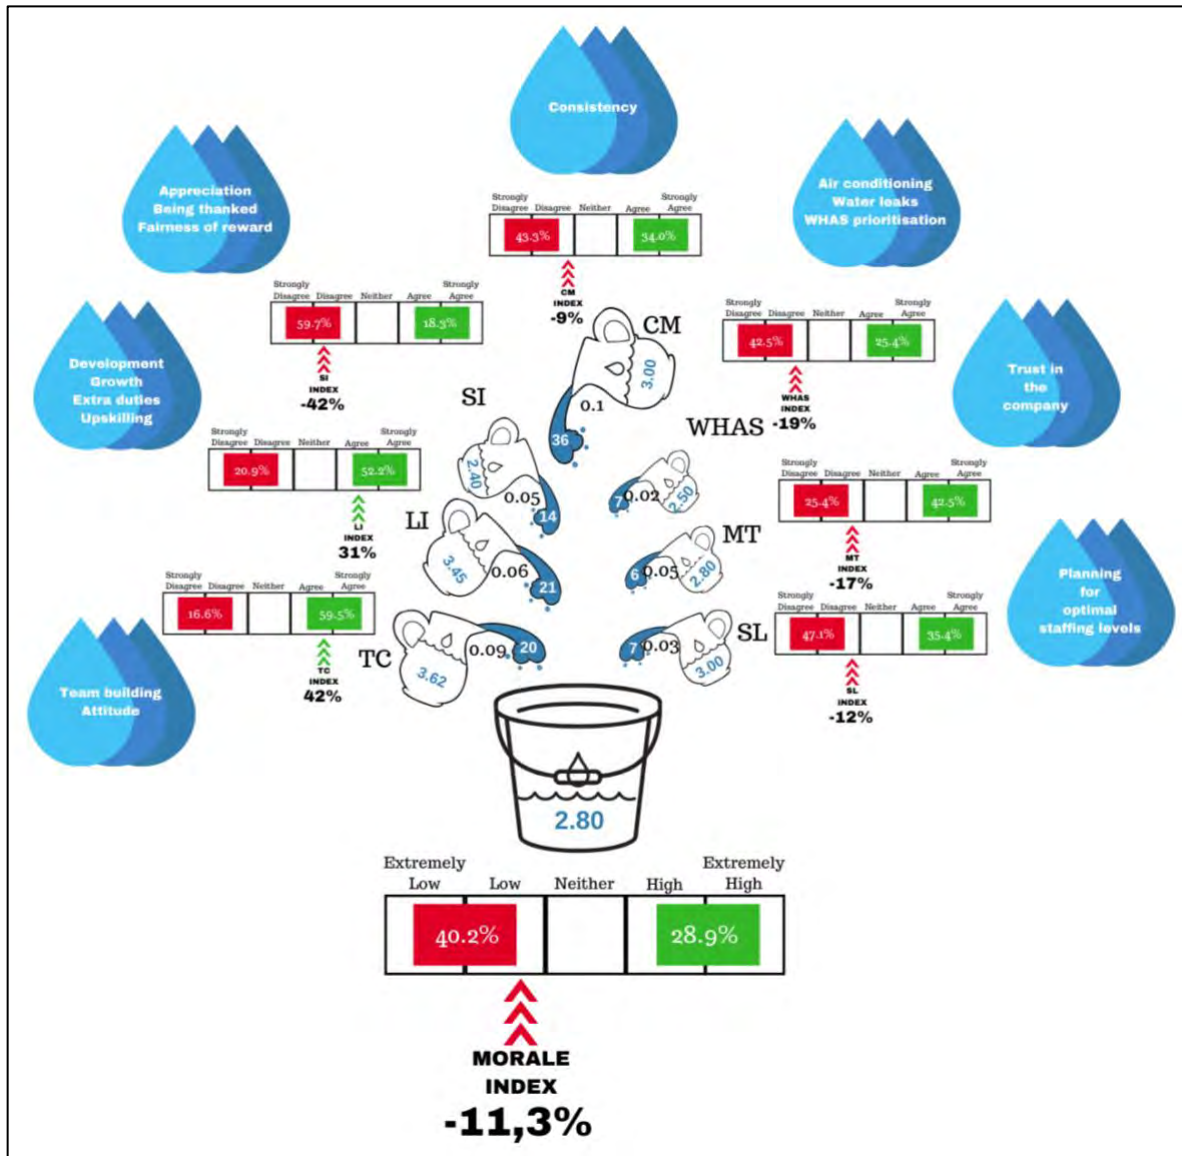 Consistency
Appreciation
Being thanked
Fairness of reward
Air conditioning
Water leaks
WHAS prioritisation
Strongly Strongly
Disagree Disagree Neither Agree Agree
43.3% 34.0%
CM
INDEX
-9%
Strongly Strongly
Disagree Disagree Neither Agree Agree
59.7% 18.3%
SI
INDEX
-42%
CM
3.00
0.1
36
Strongly Strongly
Disagree Disagree Neither Agree Agree
42.5% 25.4%
WHAS
INDEX
-19%
Development
Growth
Extra duties
Upskilling
Trust in
the
company
SI
2.40
0.05
14
WHAS
7
0.02
2.50
Strongly Strongly
Disagree Disagree Neither Agree Agree
20.9% 52.2%
LI
INDEX
31%
LI
3.45
0.06
21
MT
6
0.05
2.80
Strongly Strongly
Disagree Disagree Neither Agree Agree
25.4% 42.5%
MT
INDEX
-17%
Strongly Strongly
Disagree Disagree Neither Agree Agree
16.6% 59.5%
TC
INDEX
42%
TC
3.62
0.09
20
SL
7
0.03
3.00
Strongly Strongly
Disagree Disagree Neither Agree Agree
47.1% 35.4%
SL
INDEX
-12%
Planning
for
optimal
staffing levels
Team building
Attitude
2.80
Extremely Extremely
Low Low Neither High High
40.2% 28.9%
MORALE
INDEX
-11,3%